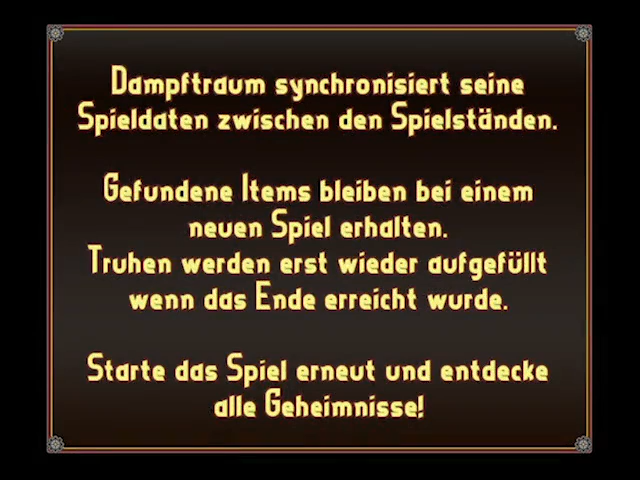 Dampftraum synchronisiert seine
Spieldaten zwischen den Spielständen.
Gefundene Items bleiben bei einem
neuen Spiel erhalten.
Truhen werden erst wieder aufgefüllt
wenn das Ende erreicht wurde.
Starte das Spiel erneut und entdecke
alle Geheimnisse!